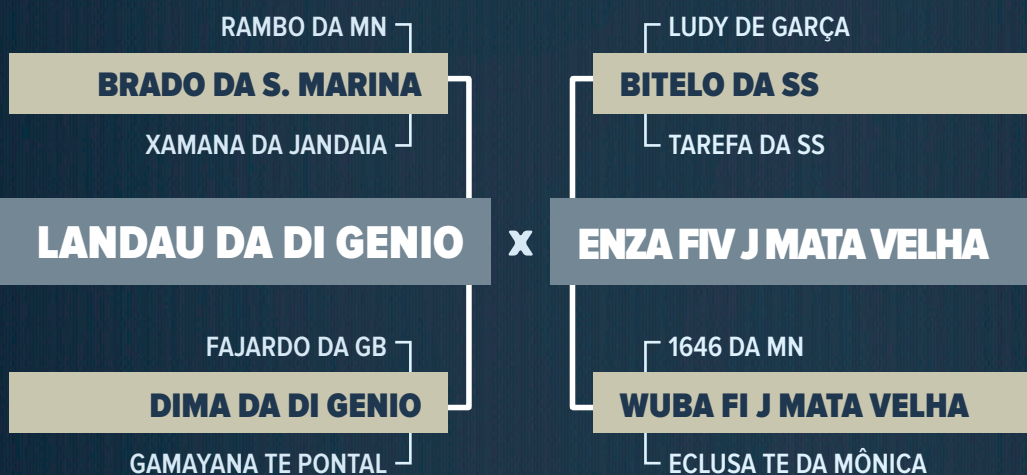 RAMBO DA MN
BRADO DA S. MARINA
XAMANA DA JANDAIA
LUDY DE GARÇA
BITELO DA SS
TAREFA DA SS
LANDAU DA DI GENIO
x
ENZA FIV J MATA VELHA
FAJARDO DA GB
DIMA DA DI GENIO
GAMAYANA TE PONTAL
1646 DA MN
WUBA FI J MATA VELHA
ECLUSA TE DA MÔNICA